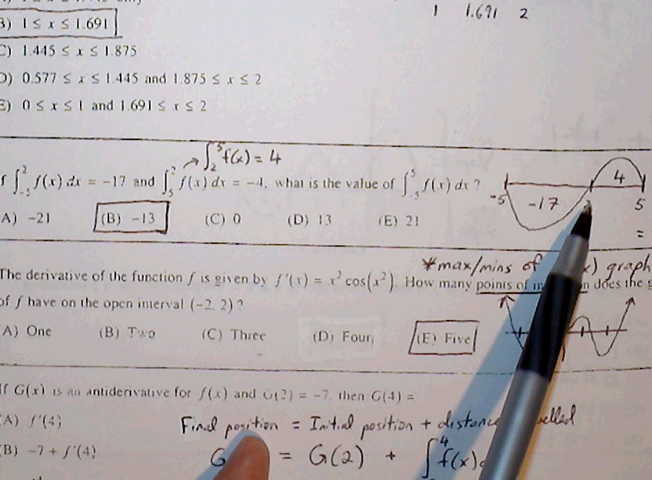 1 1.691 2
B) 1 ≤ x ≤ 1.691
C) 1.445 ≤ x ≤ 1.875
D) 0.577 ≤ x ≤ 1.445 and 1.875 ≤ x ≤ 2
E) 0 ≤ x ≤ 1 and 1.691 ≤ x ≤ 2
∫₂⁵ f(x) = 4
f ∫₋₅² f(x) dx = −17 and ∫₅² f(x) dx = −4, what is the value of ∫₋₅⁵ f(x) dx ?
-5 -17 4 5
A) −21 (B) −13 (C) 0 (D) 13 (E) 21
=
*max/mins of x) graph
The derivative of the function f is given by f′(x) = x² cos(x²). How many points of does the g
of f have on the open interval (−2, 2) ?
(A) One (B) Two (C) Three (D) Four (E) Five
If G(x) is an antiderivative for f(x) and G(2) = −7, then G(4) =
(A) f′(4)
Final position = Initial position + distance
(B) −7 + f′(4)
G = G(2) + ∫ ⁴ f(x)